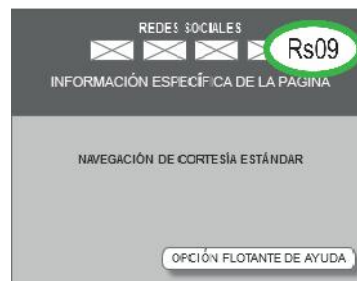 REDES SOCIALES
Rs09
INFORMACIÓN ESPECÍFICA DE LA PAGINA
NAVEGACIÓN DE CORTESÍA ESTÁNDAR
OPCIÓN FLOTANTE DE AYUDA